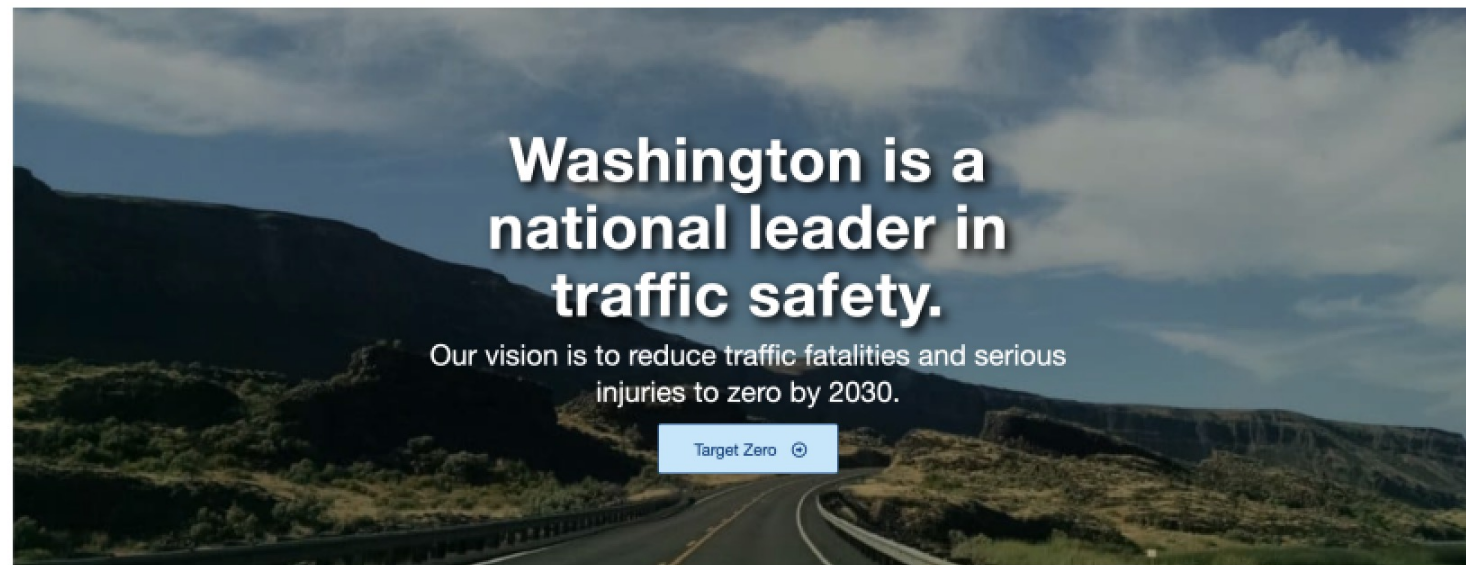 Washington is a
national leader in
traffic safety.
Our vision is to reduce traffic fatalities and serious
injuries to zero by 2030.
Target Zero